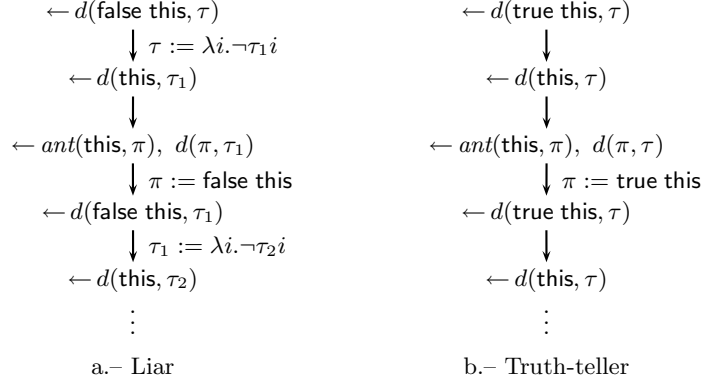 ← d(false this, τ)
τ := λi.¬τ₁i
← d(this, τ₁)
← ant(this, π), d(π, τ₁)
π := false this
← d(false this, τ₁)
τ₁ := λi.¬τ₂i
← d(this, τ₂)
⋮
a.– Liar
← d(true this, τ)
← d(this, τ)
← ant(this, π), d(π, τ)
π := true this
← d(true this, τ)
← d(this, τ)
⋮
b.– Truth-teller